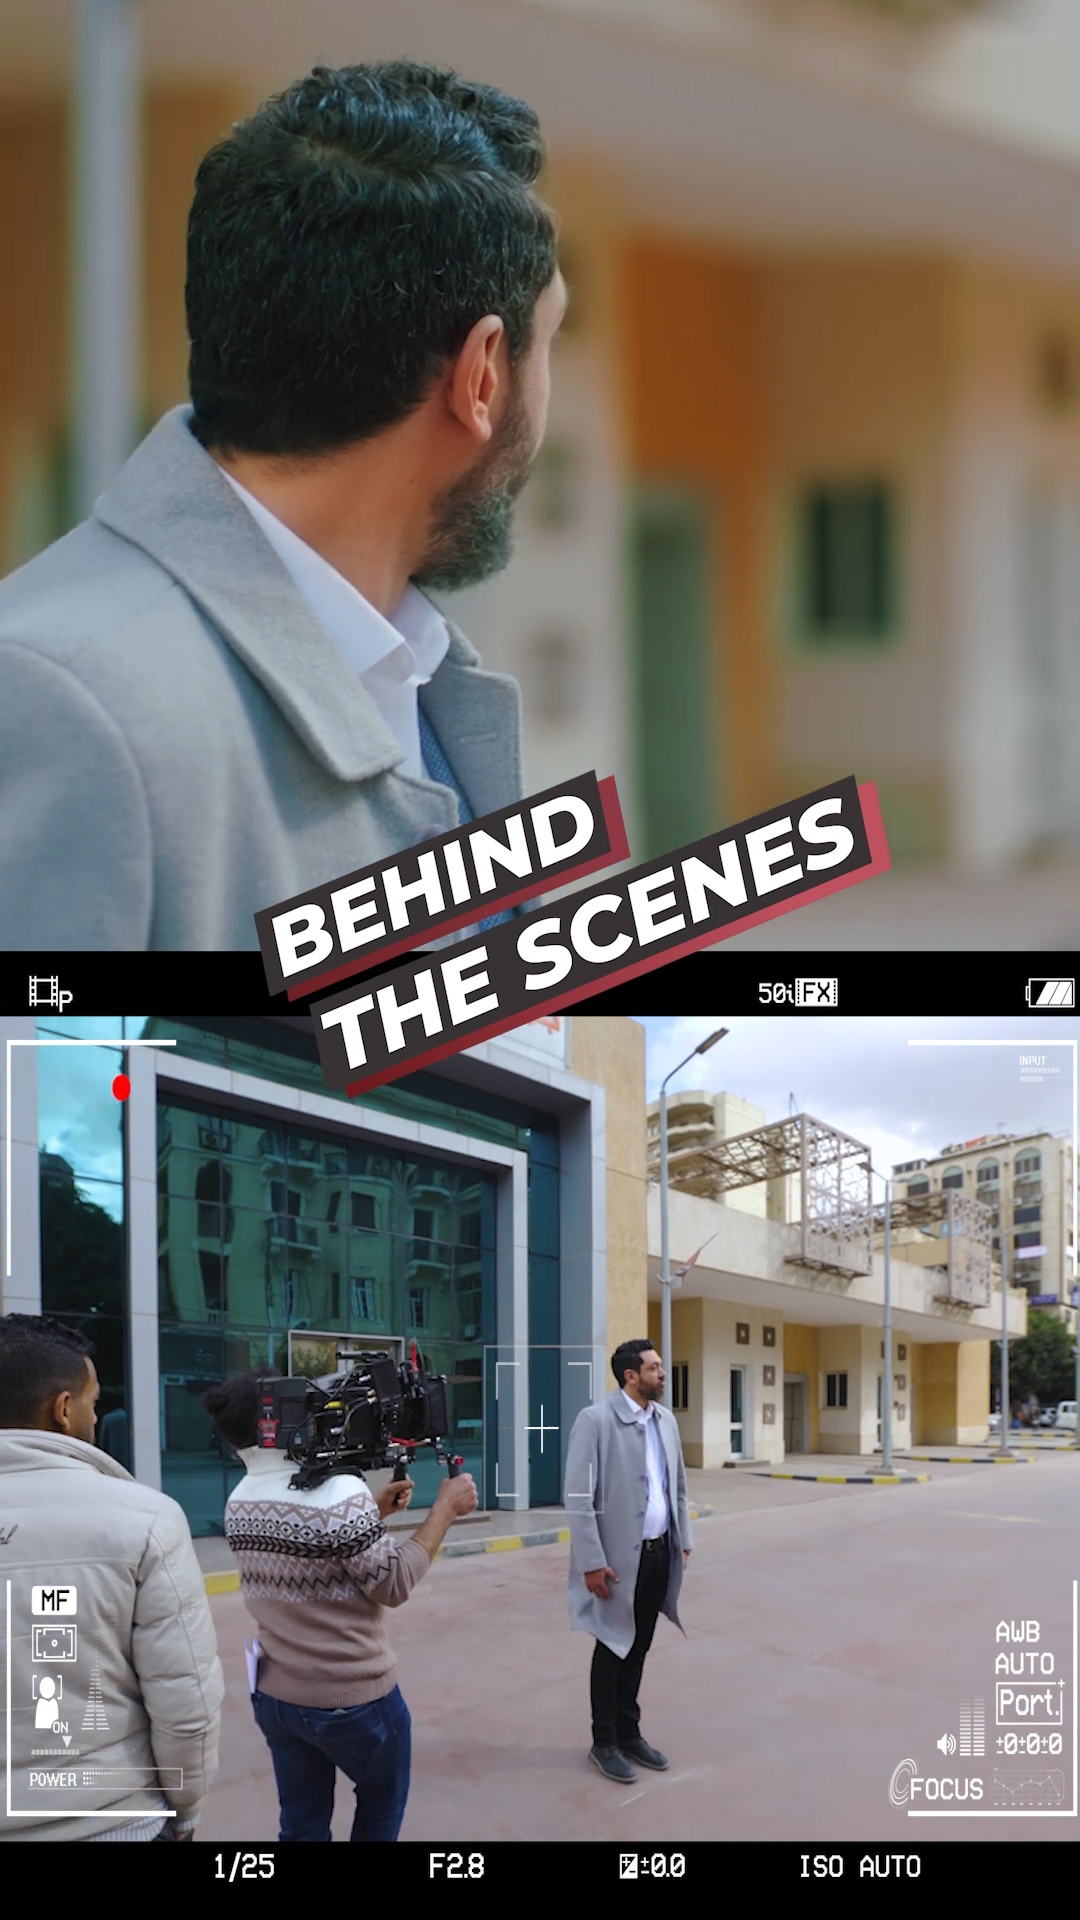 BEHIND
THE SCENES
P
50i FX
INPUT
MF
ON
POWER
AWB
AUTO
Port.+
±0±0±0
FOCUS
1/25 F2.8 ±0.0 ISO AUTO